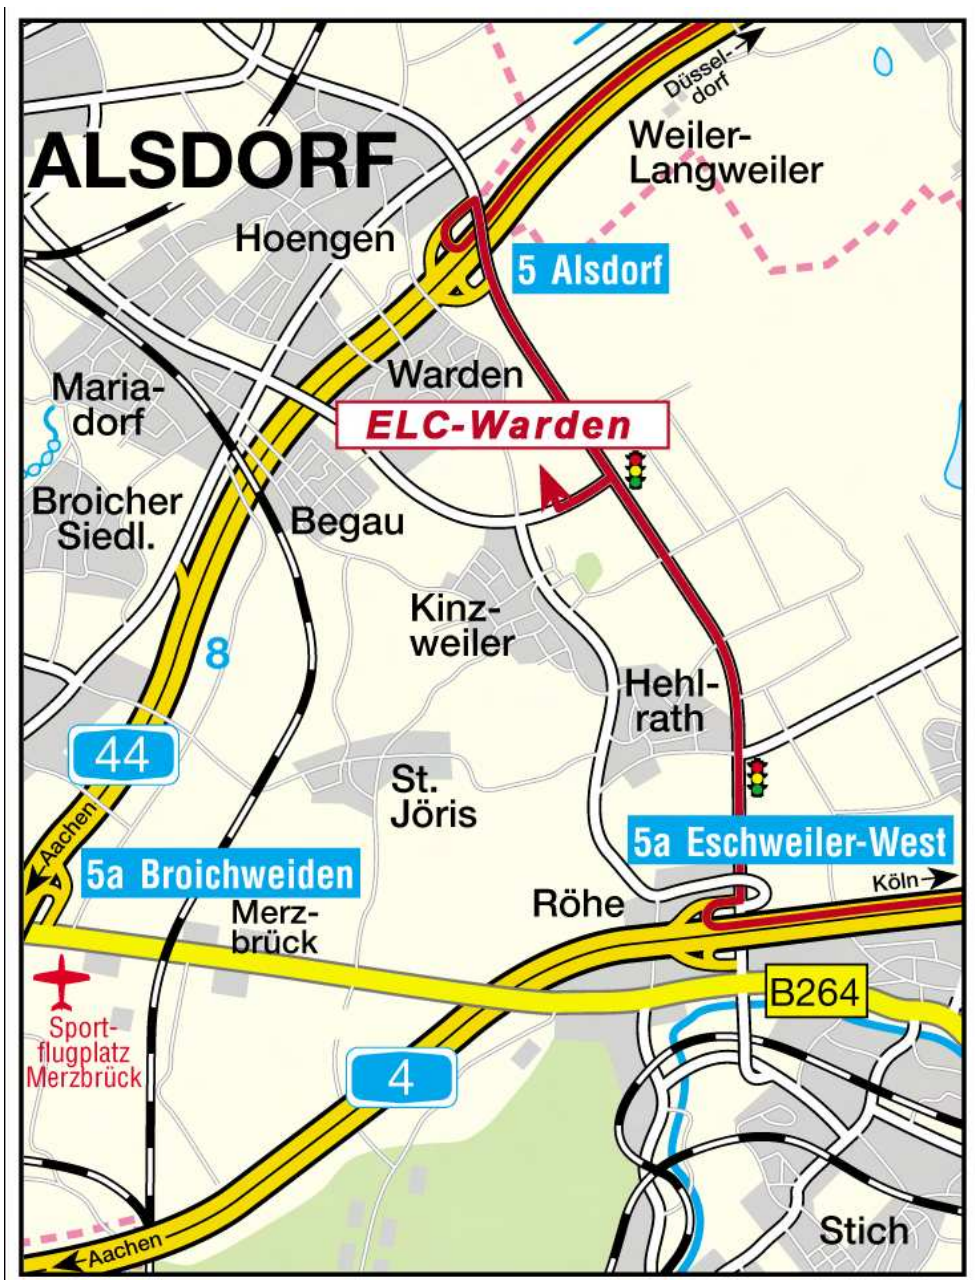 Düssel-
dorf
Weiler-
Langweiler
ALSDORF
Hoengen
5 Alsdorf
Warden
Maria-
dorf
ELC-Warden
Broicher
Siedl.
Begau
Kinz-
weiler
8
Hehl-
rath
44
St.
Jöris
Aachen
5a Eschweiler-West
5a Broichweiden
Köln
Röhe
Merz-
brück
B264
Sport-
flugplatz
Merzbrück
4
Stich
Aachen